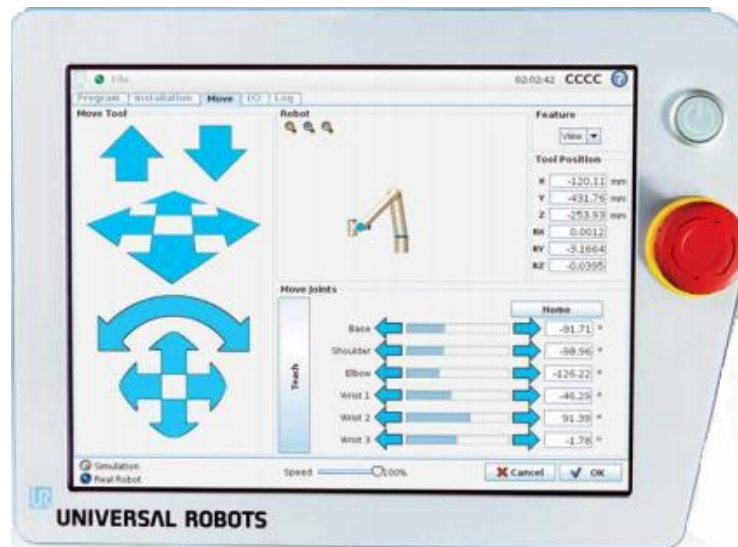 File
02:02:42 CCCC ?
Program Installation Move I/O Log
Move Tool
Robot
Feature
View
Tool Position
X -120.11 mm
Y -431.76 mm
Z -253.93 mm
RX 0.0012
RY -3.1664
RZ -0.0395
Move Joints
Home
Teach
Base -91.71 °
Shoulder -98.96 °
Elbow -126.22 °
Wrist 1 -46.29 °
Wrist 2 91.39 °
Wrist 3 -1.78 °
Simulation
Real Robot
Speed 100%
Cancel OK
UR
UNIVERSAL ROBOTS